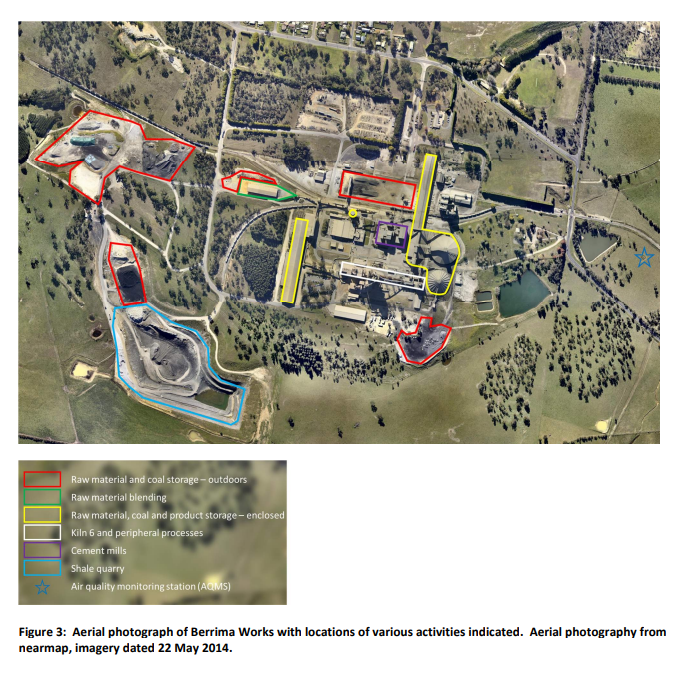 Raw material and coal storage – outdoors
Raw material blending
Raw material, coal and product storage – enclosed
Kiln 6 and peripheral processes
Cement mills
Shale quarry
Air quality monitoring station (AQMS)
Figure 3:  Aerial photograph of Berrima Works with locations of various activities indicated.  Aerial photography from
nearmap, imagery dated 22 May 2014.